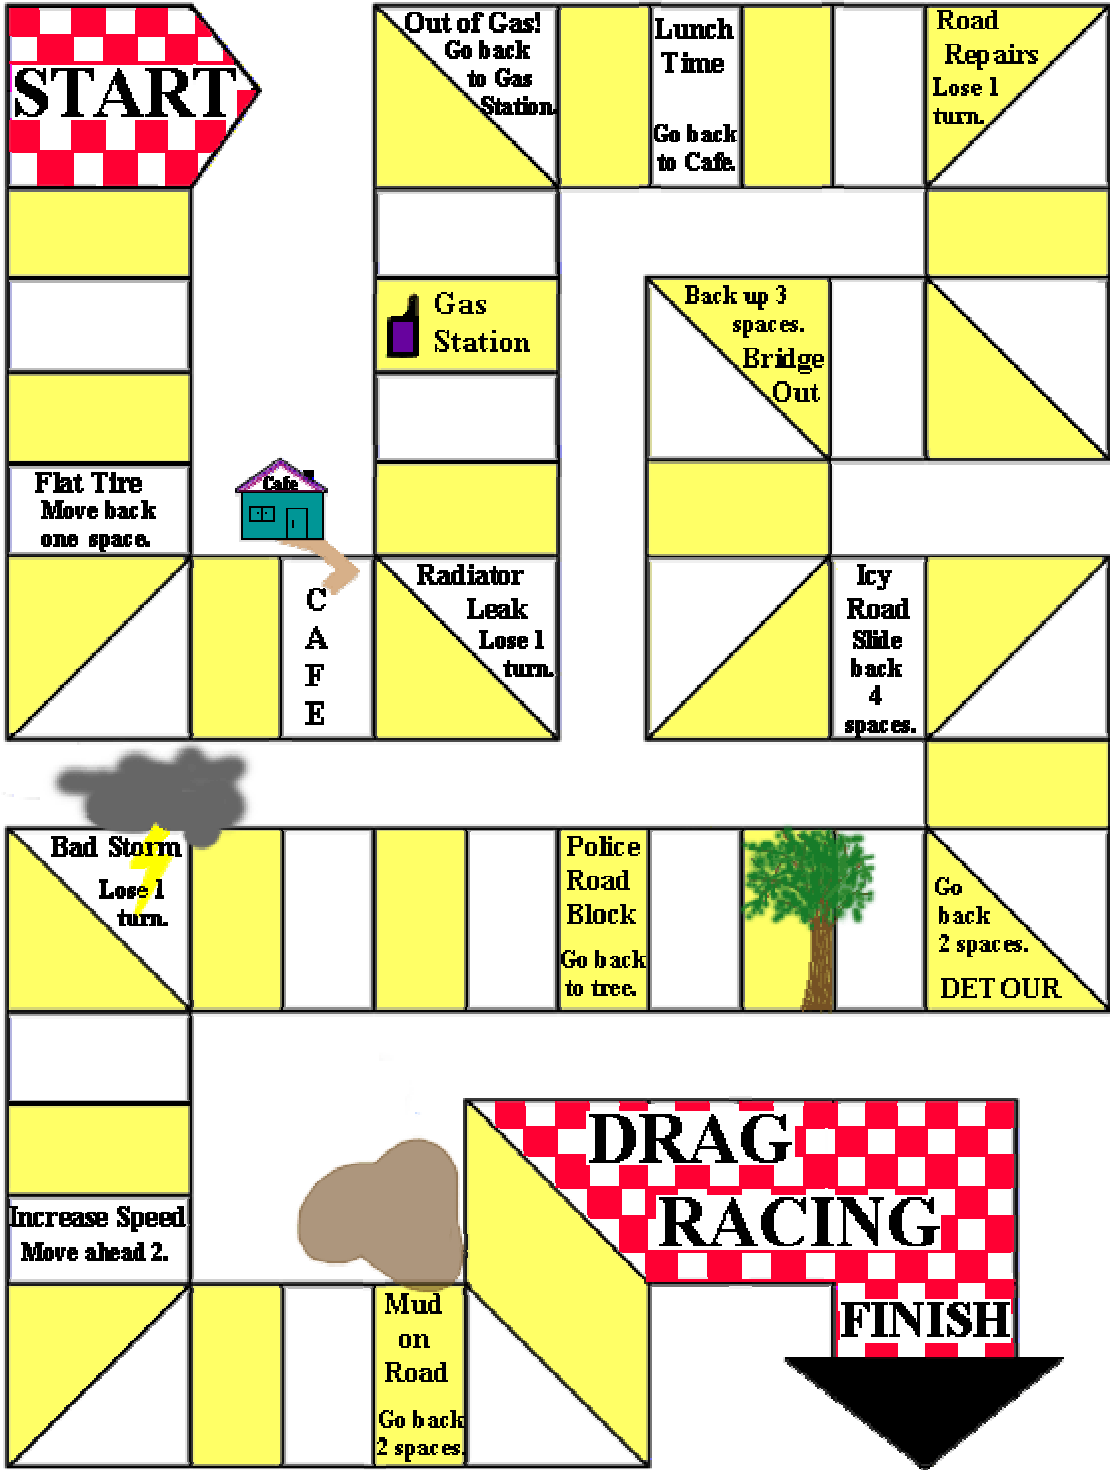 START
Flat Tire
Move back
one space.
Cafe
C
A
F
E
Radiator
Leak
Lose 1
turn.
Gas
Station
Out of Gas!
Go back
to Gas
Station.
Lunch
Time
Go back
to Cafe.
Road
Repairs
Lose 1
turn.
Back up 3
spaces.
Bridge
Out
Icy
Road
Slide
back
4
spaces.
Go
back
2 spaces.
DETOUR
Police
Road
Block
Go back
to tree.
Bad Storm
Lose 1
turn.
Increase Speed
Move ahead 2.
Mud
on
Road
Go back
2 spaces.
DRAG
RACING
FINISH